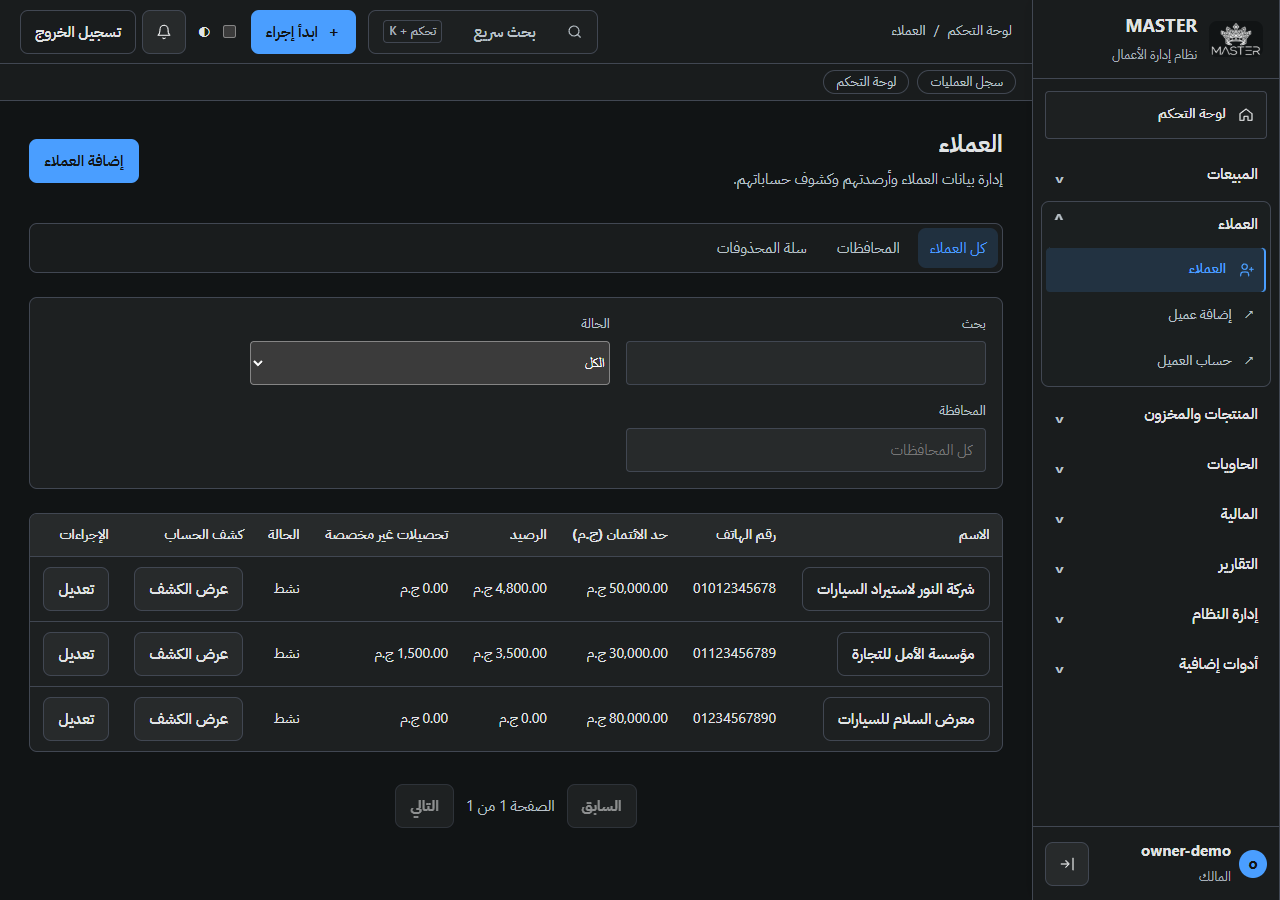 MASTER
نظام إدارة الأعمال
MASTER
لوحة التحكم
المبيعات
v
العملاء
^
العملاء
إضافة عميل
حساب العميل
المنتجات والمخزون
v
الحاويات
v
المالية
v
التقارير
v
إدارة النظام
v
أدوات إضافية
v
owner-demo
المالك
o
لوحة التحكم / العملاء
بحث سريع
تحكم + K
+ ابدأ إجراء
تسجيل الخروج
سجل العمليات
لوحة التحكم
العملاء
إدارة بيانات العملاء وأرصدتهم وكشوف حساباتهم.
إضافة العملاء
كل العملاء
المحافظات
سلة المحذوفات
بحث
الحالة
الكل
المحافظة
كل المحافظات
الاسم رقم الهاتف حد الائتمان (ج.م) الرصيد تحصيلات غير مخصصة الحالة كشف الحساب الإجراءات
شركة النور لاستيراد السيارات 01012345678 50,000.00 ج.م 4,800.00 ج.م 0.00 ج.م نشط عرض الكشف تعديل
مؤسسة الأمل للتجارة 01123456789 30,000.00 ج.م 3,500.00 ج.م 1,500.00 ج.م نشط عرض الكشف تعديل
معرض السلام للسيارات 01234567890 80,000.00 ج.م 0.00 ج.م 0.00 ج.م نشط عرض الكشف تعديل
السابق الصفحة 1 من 1 التالي